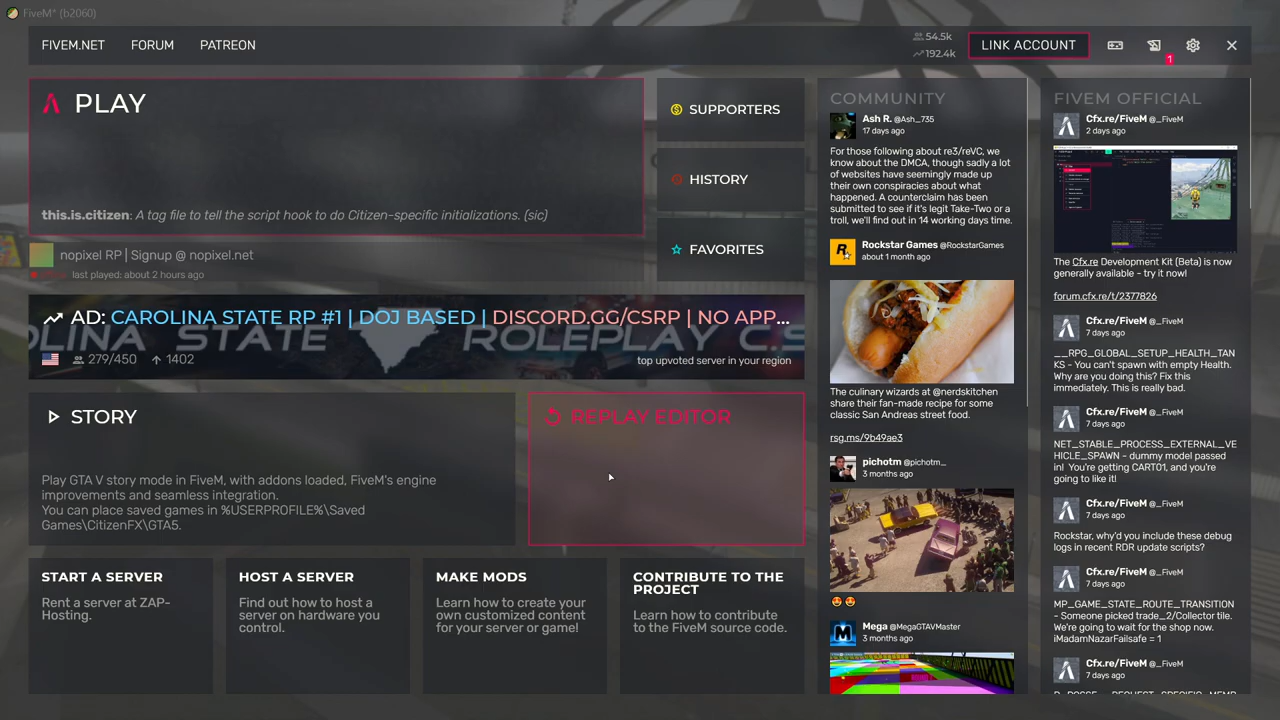 FiveM* (b2060)
FIVEM.NET
FORUM
PATREON
54.5k
192.4k
LINK ACCOUNT
1
PLAY
this.is.citizen: A tag file to tell the script hook to do Citizen-specific initializations. (sic)
nopixel RP | Signup @ nopixel.net
last played: about 2 hours ago
SUPPORTERS
HISTORY
FAVORITES
AD: CAROLINA STATE RP #1 | DOJ BASED | DISCORD.GG/CSRP | NO APP...
279/450
1402
top upvoted server in your region
STORY
Play GTA V story mode in FiveM, with addons loaded, FiveM's engine
improvements and seamless integration.
You can place saved games in %USERPROFILE%\Saved
Games\CitizenFX\GTA5.
REPLAY EDITOR
START A SERVER
Rent a server at ZAP-
Hosting.
HOST A SERVER
Find out how to host a
server on hardware you
control.
MAKE MODS
Learn how to create your
own customized content
for your server or game!
CONTRIBUTE TO THE
PROJECT
Learn how to contribute
to the FiveM source code.
COMMUNITY
Ash R. @Ash_735
17 days ago
For those following about re3/reVC, we
know about the DMCA, though sadly a lot
of websites have seemingly made up
their own conspiracies about what
happened. A counterclaim has been
submitted to see if it's legit Take-Two or a
troll, we'll find out in 14 working days time.
Rockstar Games @RockstarGames
about 1 month ago
The culinary wizards at @nerdskitchen
share their fan-made recipe for some
classic San Andreas street food.
rsg.ms/9b49ae3
pichotm @pichotm_
3 months ago
😍😍
Mega @MegaGTAVMaster
3 months ago
FIVEM OFFICIAL
Cfx.re/FiveM @_FiveM
2 days ago
The Cfx.re Development Kit (Beta) is now
generally available - try it now!
forum.cfx.re/t/2377826
Cfx.re/FiveM @_FiveM
7 days ago
__RPG_GLOBAL_SETUP_HEALTH_TAN
KS - You can't spawn with empty Health.
Why are you doing this? Fix this
immediately. This is really bad.
Cfx.re/FiveM @_FiveM
7 days ago
NET_STABLE_PROCESS_EXTERNAL_VE
HICLE_SPAWN - dummy model passed
in! You're getting CART01, and you're
going to like it!
Cfx.re/FiveM @_FiveM
7 days ago
Rockstar, why'd you include these debug
logs in recent RDR update scripts?
Cfx.re/FiveM @_FiveM
7 days ago
MP_GAME_STATE_ROUTE_TRANSITION
- Someone picked trade_2/Collector tile.
We're going to wait for the shop now.
iMadamNazarFailsafe = 1
Cfx.re/FiveM @_FiveM
7 days ago